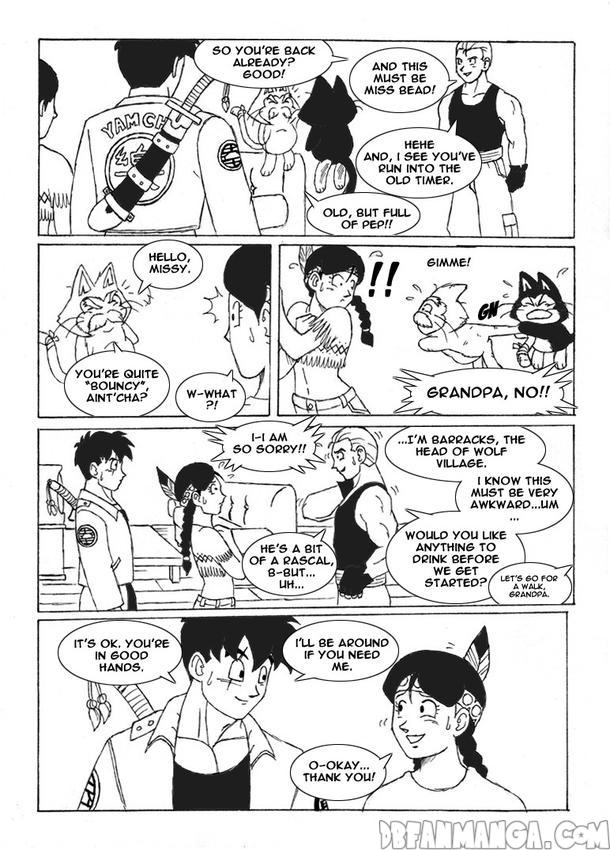 SO YOU'RE BACK
ALREADY?
GOOD!
AND THIS
MUST BE
MISS BEAD!
YAMCH
HEHE
AND, I SEE YOU'VE
RUN INTO THE
OLD TIMER.
OLD, BUT FULL
OF PEP!!
HELLO,
MISSY.
YOU'RE QUITE
"BOUNCY",
AINT'CHA?
W-WHAT
?!
!!
GIMME!
GN
GRANDPA, NO!!
I-I AM
SO SORRY!!
HE'S A BIT
OF A RASCAL,
B-BUT...
UH...
...I'M BARRACKS, THE
HEAD OF WOLF
VILLAGE.
I KNOW THIS
MUST BE VERY
AWKWARD...UM
...
WOULD YOU LIKE
ANYTHING TO
DRINK BEFORE
WE GET
STARTED?
LET'S GO FOR
A WALK,
GRANDPA.
IT'S OK. YOU'RE
IN GOOD
HANDS.
I'LL BE AROUND
IF YOU NEED
ME.
O-OKAY...
THANK YOU!
DBFANMANGA.COM